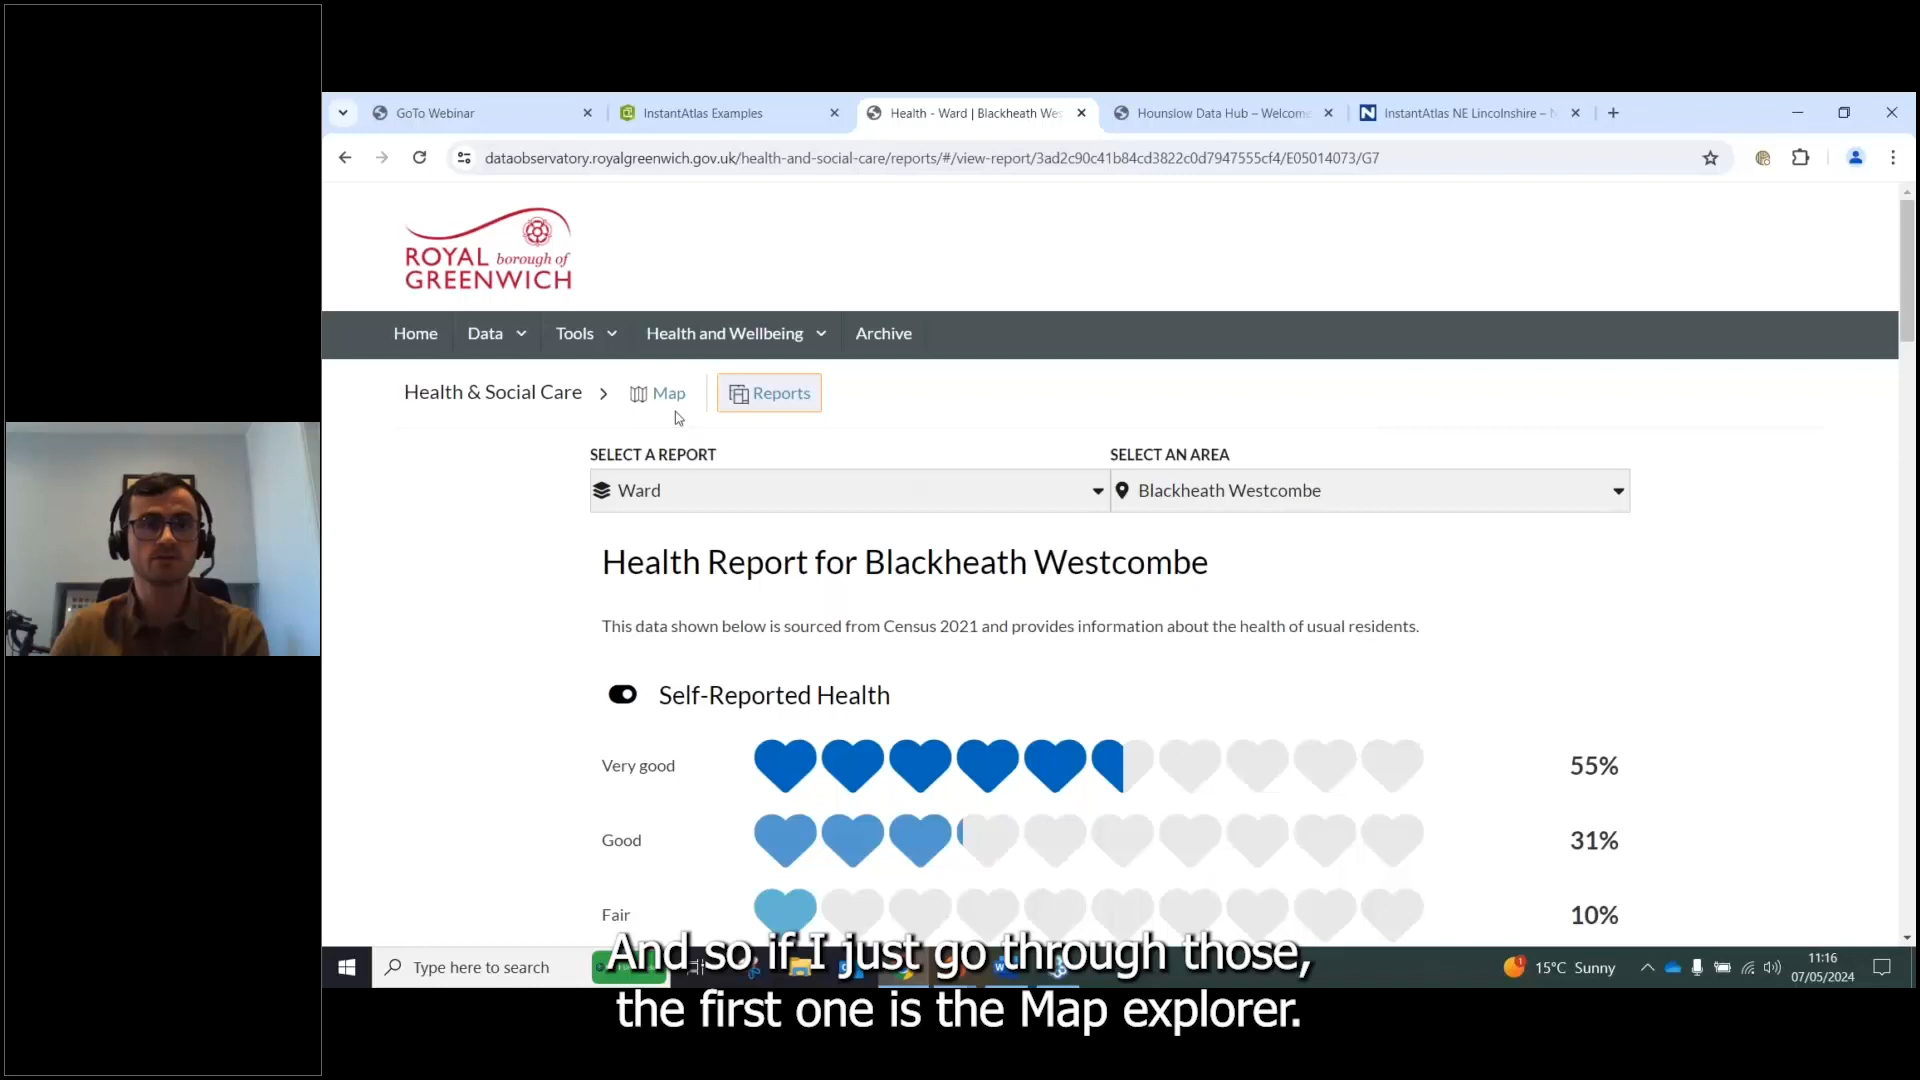 GoTo Webinar
InstantAtlas Examples
Health - Ward | Blackheath Wes
Hounslow Data Hub – Welcome
InstantAtlas NE Lincolnshire – N
dataobservatory.royalgreenwich.gov.uk/health-and-social-care/reports/#/view-report/3ad2c90c41b84cd3822c0d7947555cf4/E05014073/G7
ROYAL borough of
GREENWICH
Home
Data
Tools
Health and Wellbeing
Archive
Health & Social Care
Map
Reports
SELECT A REPORT
SELECT AN AREA
Ward
Blackheath Westcombe
Health Report for Blackheath Westcombe
This data shown below is sourced from Census 2021 and provides information about the health of usual residents.
Self-Reported Health
Very good
55%
Good
31%
Fair
10%
And so if I just go through those,
the first one is the Map explorer.
Type here to search
1
15°C Sunny
11:16
07/05/2024